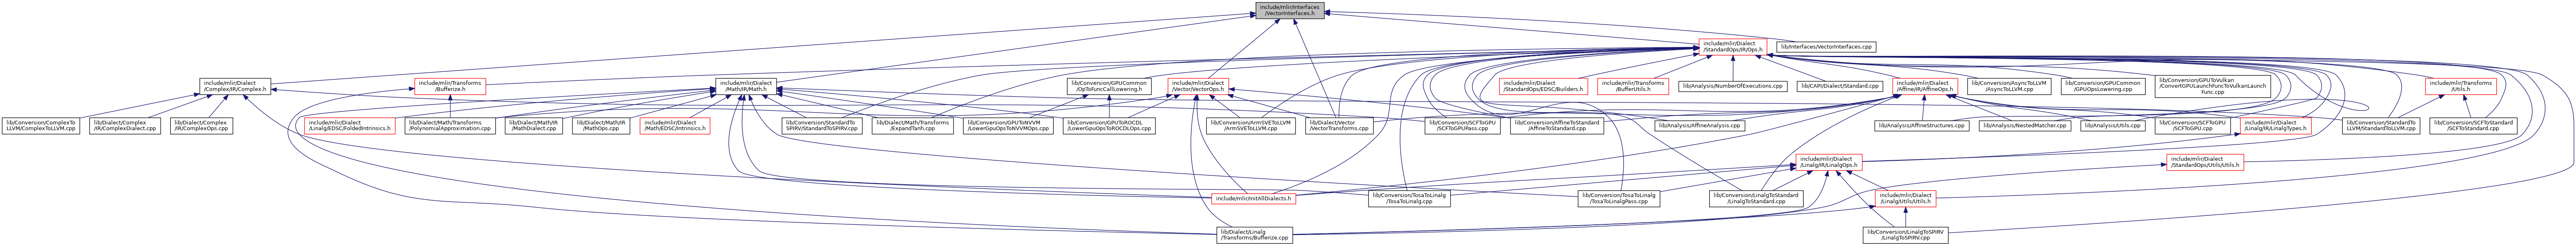 include/mlir/Interfaces
/VectorInterfaces.h
include/mlir/Dialect
/StandardOps/IR/Ops.h
lib/Interfaces/VectorInterfaces.cpp
include/mlir/Dialect
/Complex/IR/Complex.h
include/mlir/Transforms
/Bufferize.h
include/mlir/Dialect
/Math/IR/Math.h
lib/Conversion/GPUCommon
/OpToFuncCallLowering.h
include/mlir/Dialect
/Vector/VectorOps.h
include/mlir/Dialect
/StandardOps/EDSC/Builders.h
include/mlir/Transforms
/BufferUtils.h
lib/Analysis/NumberOfExecutions.cpp
lib/CAPI/Dialect/Standard.cpp
include/mlir/Dialect
/Affine/IR/AffineOps.h
lib/Conversion/AsyncToLLVM
/AsyncToLLVM.cpp
lib/Conversion/GPUCommon
/GPUOpsLowering.cpp
lib/Conversion/GPUToVulkan
/ConvertGPULaunchFuncToVulkanLaunch
Func.cpp
include/mlir/Transforms
/Utils.h
lib/Conversion/ComplexTo
LLVM/ComplexToLLVM.cpp
lib/Dialect/Complex
/IR/ComplexDialect.cpp
lib/Dialect/Complex
/IR/ComplexOps.cpp
include/mlir/Dialect
/Linalg/EDSC/FoldedIntrinsics.h
lib/Dialect/Math/Transforms
/PolynomialApproximation.cpp
lib/Dialect/Math/IR
/MathDialect.cpp
lib/Dialect/Math/IR
/MathOps.cpp
include/mlir/Dialect
/Math/EDSC/Intrinsics.h
lib/Conversion/StandardTo
SPIRV/StandardToSPIRV.cpp
lib/Dialect/Math/Transforms
/ExpandTanh.cpp
lib/Conversion/GPUToNVVM
/LowerGpuOpsToNVVMOps.cpp
lib/Conversion/GPUToROCDL
/LowerGpuOpsToROCDLOps.cpp
lib/Conversion/ArmSVEToLLVM
/ArmSVEToLLVM.cpp
lib/Dialect/Vector
/VectorTransforms.cpp
lib/Conversion/SCFToGPU
/SCFToGPUPass.cpp
lib/Conversion/AffineToStandard
/AffineToStandard.cpp
lib/Analysis/AffineAnalysis.cpp
lib/Analysis/AffineStructures.cpp
lib/Analysis/NestedMatcher.cpp
lib/Analysis/Utils.cpp
lib/Conversion/SCFToGPU
/SCFToGPU.cpp
include/mlir/Dialect
/Linalg/IR/LinalgTypes.h
lib/Conversion/StandardTo
LLVM/StandardToLLVM.cpp
lib/Conversion/SCFToStandard
/SCFToStandard.cpp
include/mlir/Dialect
/Linalg/IR/LinalgOps.h
include/mlir/Dialect
/StandardOps/Utils/Utils.h
include/mlir/InitAllDialects.h
lib/Conversion/TosaToLinalg
/TosaToLinalg.cpp
lib/Conversion/TosaToLinalg
/TosaToLinalgPass.cpp
lib/Conversion/LinalgToStandard
/LinalgToStandard.cpp
include/mlir/Dialect
/Linalg/Utils/Utils.h
lib/Dialect/Linalg
/Transforms/Bufferize.cpp
lib/Conversion/LinalgToSPIRV
/LinalgToSPIRV.cpp